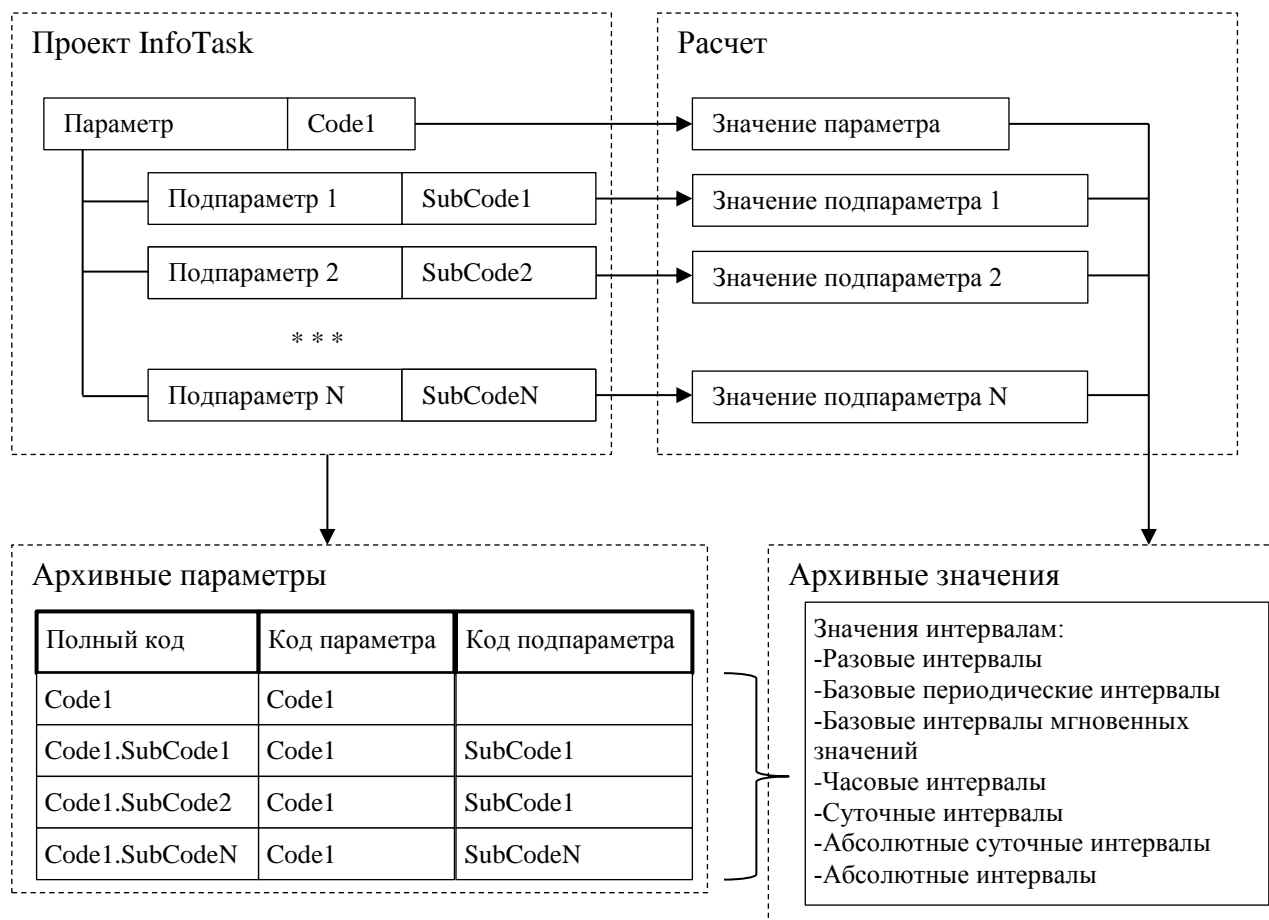 Проект InfoTask
Расчет
Параметр
Code1
Значение параметра
Подпараметр 1
SubCode1
Значение подпараметра 1
Подпараметр 2
SubCode2
Значение подпараметра 2
* * *
Подпараметр N
SubCodeN
Значение подпараметра N
Архивные параметры
Полный код
Код параметра
Код подпараметра
Code1
Code1
Code1.SubCode1
Code1
SubCode1
Code1.SubCode2
Code1
SubCode1
Code1.SubCodeN
Code1
SubCodeN
Архивные значения
Значения интервалам:
-Разовые интервалы
-Базовые периодические интервалы
-Базовые интервалы мгновенных
значений
-Часовые интервалы
-Суточные интервалы
-Абсолютные суточные интервалы
-Абсолютные интервалы